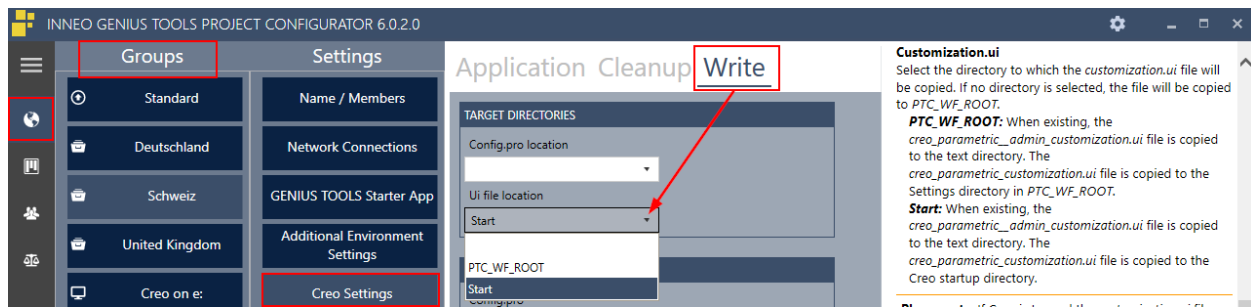 INNEO GENIUS TOOLS PROJECT CONFIGURATOR 6.0.2.0
Groups
Standard
Deutschland
Schweiz
United Kingdom
Creo on e:
Settings
Name / Members
Network Connections
GENIUS TOOLS Starter App
Additional Environment
Settings
Creo Settings
Application Cleanup Write
TARGET DIRECTORIES
Config.pro location
Ui file location
Start
PTC_WF_ROOT
Start
Config.pro
Customization.ui
Select the directory to which the customization.ui file will
be copied. If no directory is selected, the file will be copied
to PTC_WF_ROOT.
PTC_WF_ROOT: When existing, the
creo_parametric__admin_customization.ui file is copied
to the text directory. The
creo_parametric_customization.ui file is copied to the
Settings directory in PTC_WF_ROOT.
Start: When existing, the
creo_parametric__admin_customization.ui file is copied
to the text directory. The
creo_parametric_customization.ui file is copied to the
Creo startup directory.